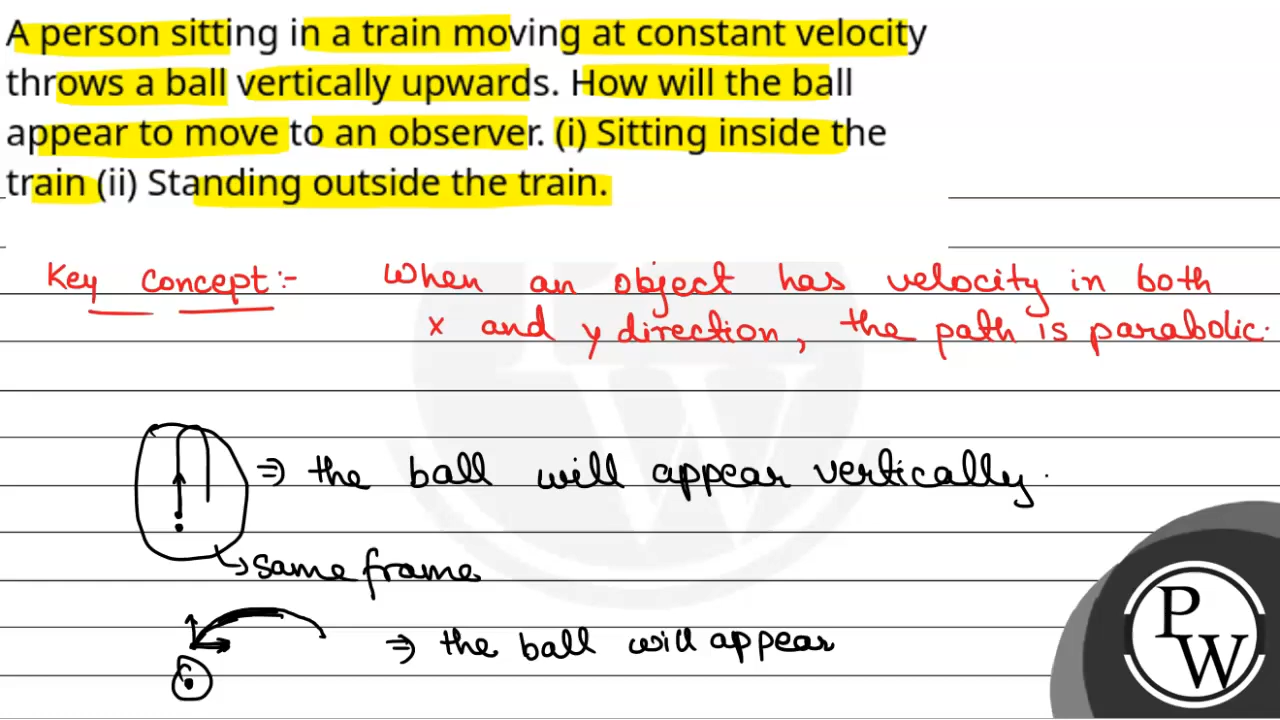 A person sitting in a train moving at constant velocity
throws a ball vertically upwards. How will the ball
appear to move to an observer. (i) Sitting inside the
train (ii) Standing outside the train.
Key concept :- When an object has velocity in both
x and y direction, the path is parabolic.
⇒ the ball will appear vertically.
↳ same frame
⇒ the ball will appear
P
W